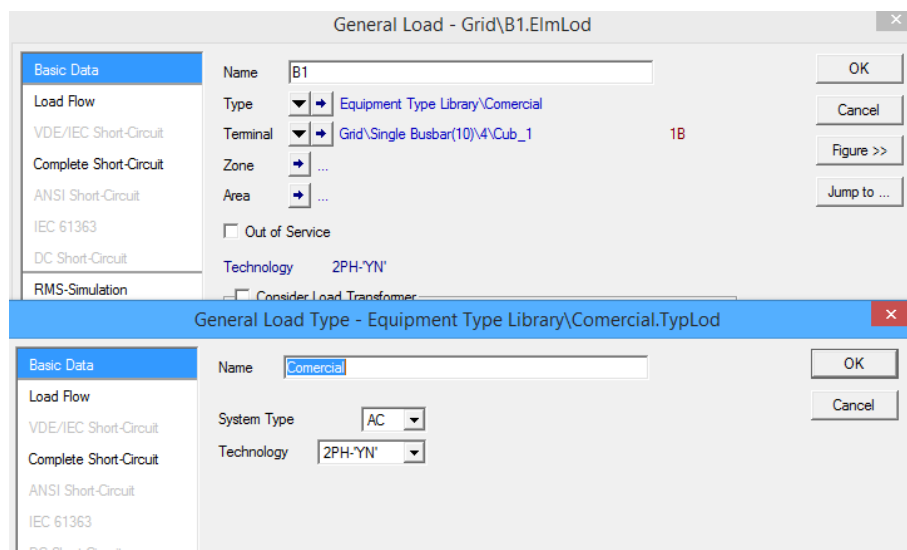 General Load - Grid\B1.ElmLod
Basic Data
Load Flow
VDE/IEC Short-Circuit
Complete Short-Circuit
ANSI Short-Circuit
IEC 61363
DC Short-Circuit
RMS-Simulation
Name B1
Type Equipment Type Library\Comercial
Terminal Grid\Single Busbar(10)\4\Cub_1 1B
Zone ...
Area ...
Out of Service
Technology 2PH-'YN'
Consider Load Transformer
OK
Cancel
Figure >>
Jump to ...
General Load Type - Equipment Type Library\Comercial.TypLod
Basic Data
Load Flow
VDE/IEC Short-Circuit
Complete Short-Circuit
ANSI Short-Circuit
IEC 61363
Name Comercial
System Type AC
Technology 2PH-'YN'
OK
Cancel